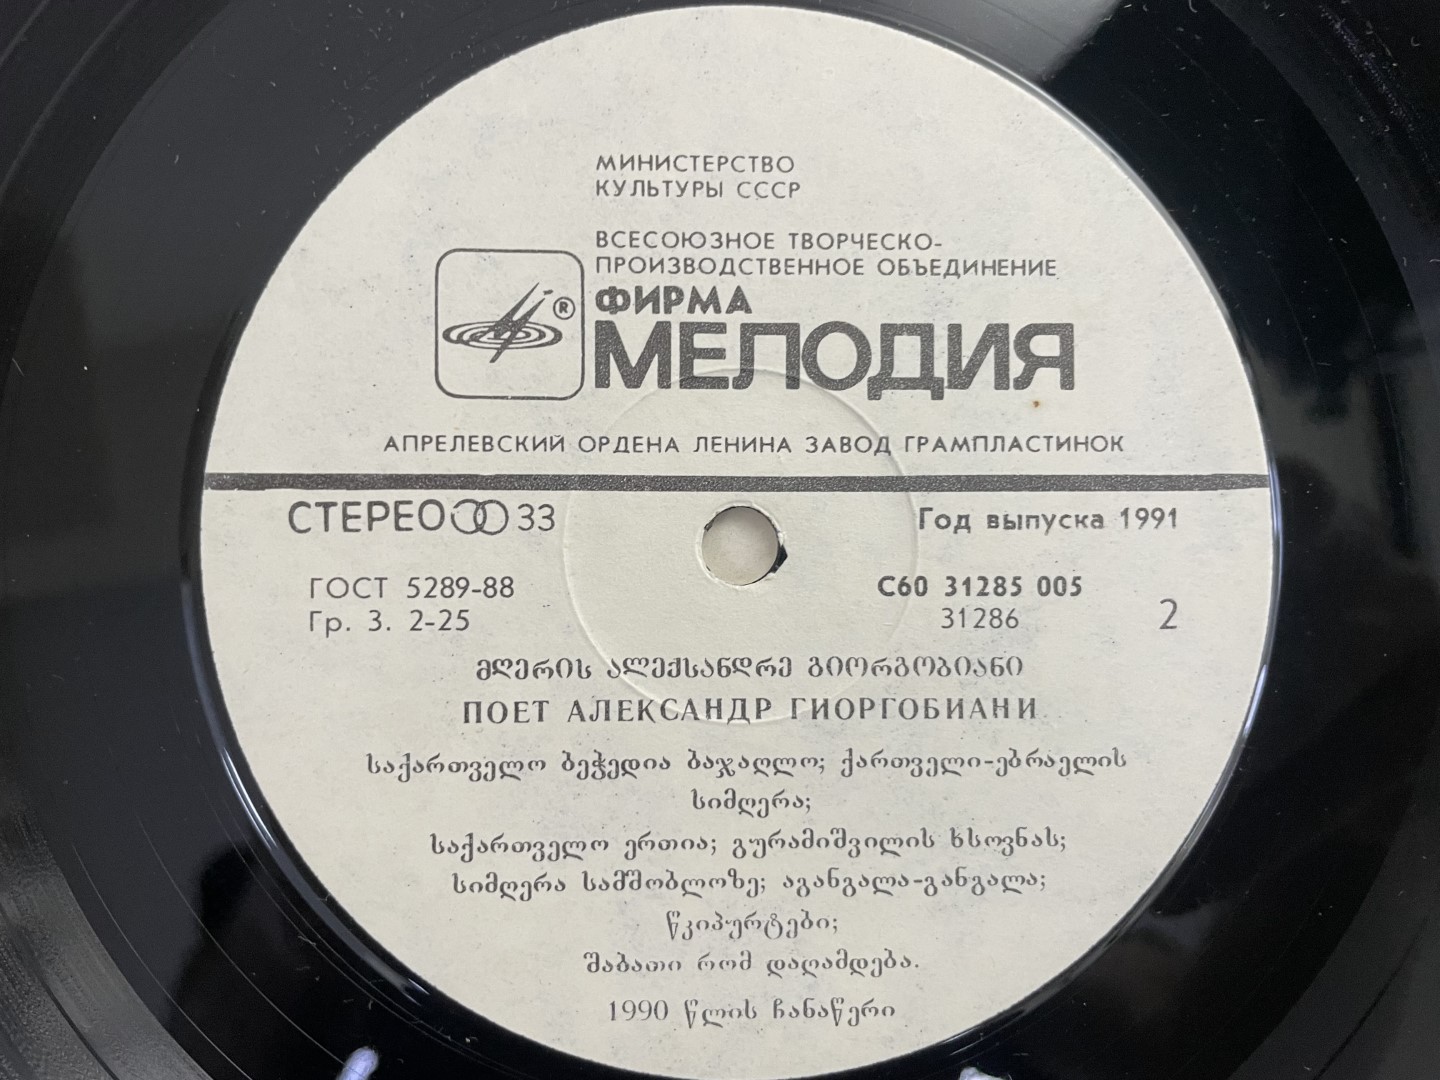 МИНИСТЕРСТВО
КУЛЬТУРЫ СССР
ВСЕСОЮЗНОЕ ТВОРЧЕСКО-
ПРОИЗВОДСТВЕННОЕ ОБЪЕДИНЕНИЕ
ФИРМА
®
МЕЛОДИЯ
АПРЕЛЕВСКИЙ ОРДЕНА ЛЕНИНА ЗАВОД ГРАМПЛАСТИНОК
СТЕРЕО 33
Год выпуска 1991
ГОСТ 5289-88
С60 31285 005
Гр. 3. 2-25
31286
2
მღერის ალექსანდრე გიორგობიანი
ПОЕТ АЛЕКСАНДР ГИОРГОБИАНИ
საქართველო ბეჭედია ბაჯაღლო; ქართველი-ებრაელის
სიმღერა;
საქართველო ერთია; გურამიშვილის ხსოვნას;
სიმღერა სამშობლოზე; აგანგალა-განგალა;
წკიპურტები;
შაბათი რომ დაღამდება.
1990 წლის ჩანაწერი